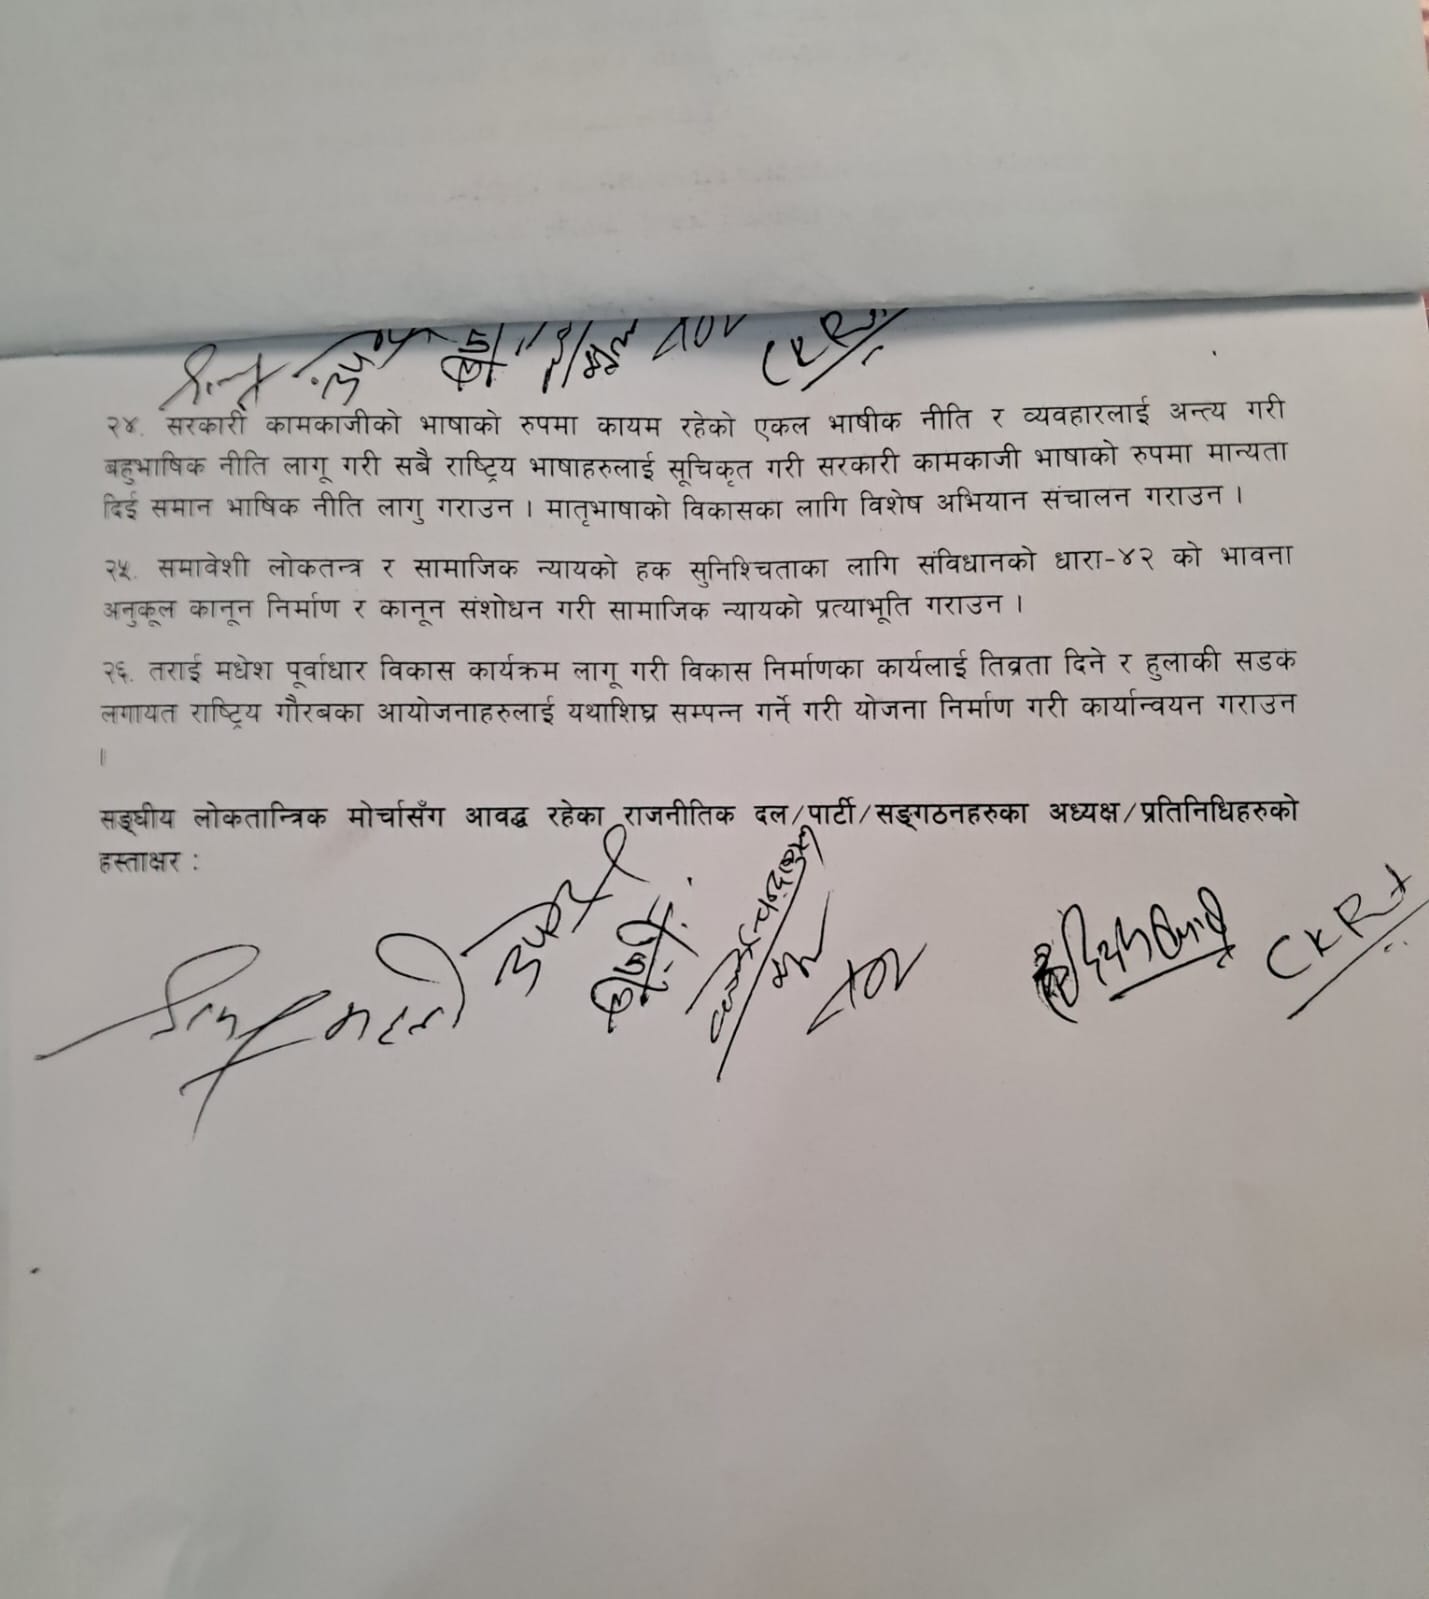 CKR
२४. सरकारी कामकाजीको भाषाको रुपमा कायम रहेको एकल भाषीक नीति र व्यवहारलाई अन्त्य गरी
बहुभाषिक नीति लागू गरी सबै राष्ट्रिय भाषाहरुलाई सूचिकृत गरी सरकारी कामकाजी भाषाको रुपमा मान्यता
दिई समान भाषिक नीति लागु गराउन । मातृभाषाको विकासका लागि विशेष अभियान संचालन गराउन ।
२५. समावेशी लोकतन्त्र र सामाजिक न्यायको हक सुनिश्चिताका लागि संविधानको धारा-४२ को भावना
अनुकूल कानून निर्माण र कानून संशोधन गरी सामाजिक न्यायको प्रत्याभूति गराउन ।
२६. तराई मधेश पूर्वाधार विकास कार्यक्रम लागू गरी विकास निर्माणका कार्यलाई तिव्रता दिने र हुलाकी सडक
लगायत राष्ट्रिय गौरबका आयोजनाहरुलाई यथाशिघ्र सम्पन्न गर्ने गरी योजना निर्माण गरी कार्यान्वयन गराउन
।
सङ्घीय लोकतान्त्रिक मोर्चासँग आवद्ध रहेका राजनीतिक दल/पार्टी/सङ्गठनहरुका अध्यक्ष/प्रतिनिधिहरुको
हस्ताक्षर :
CKR